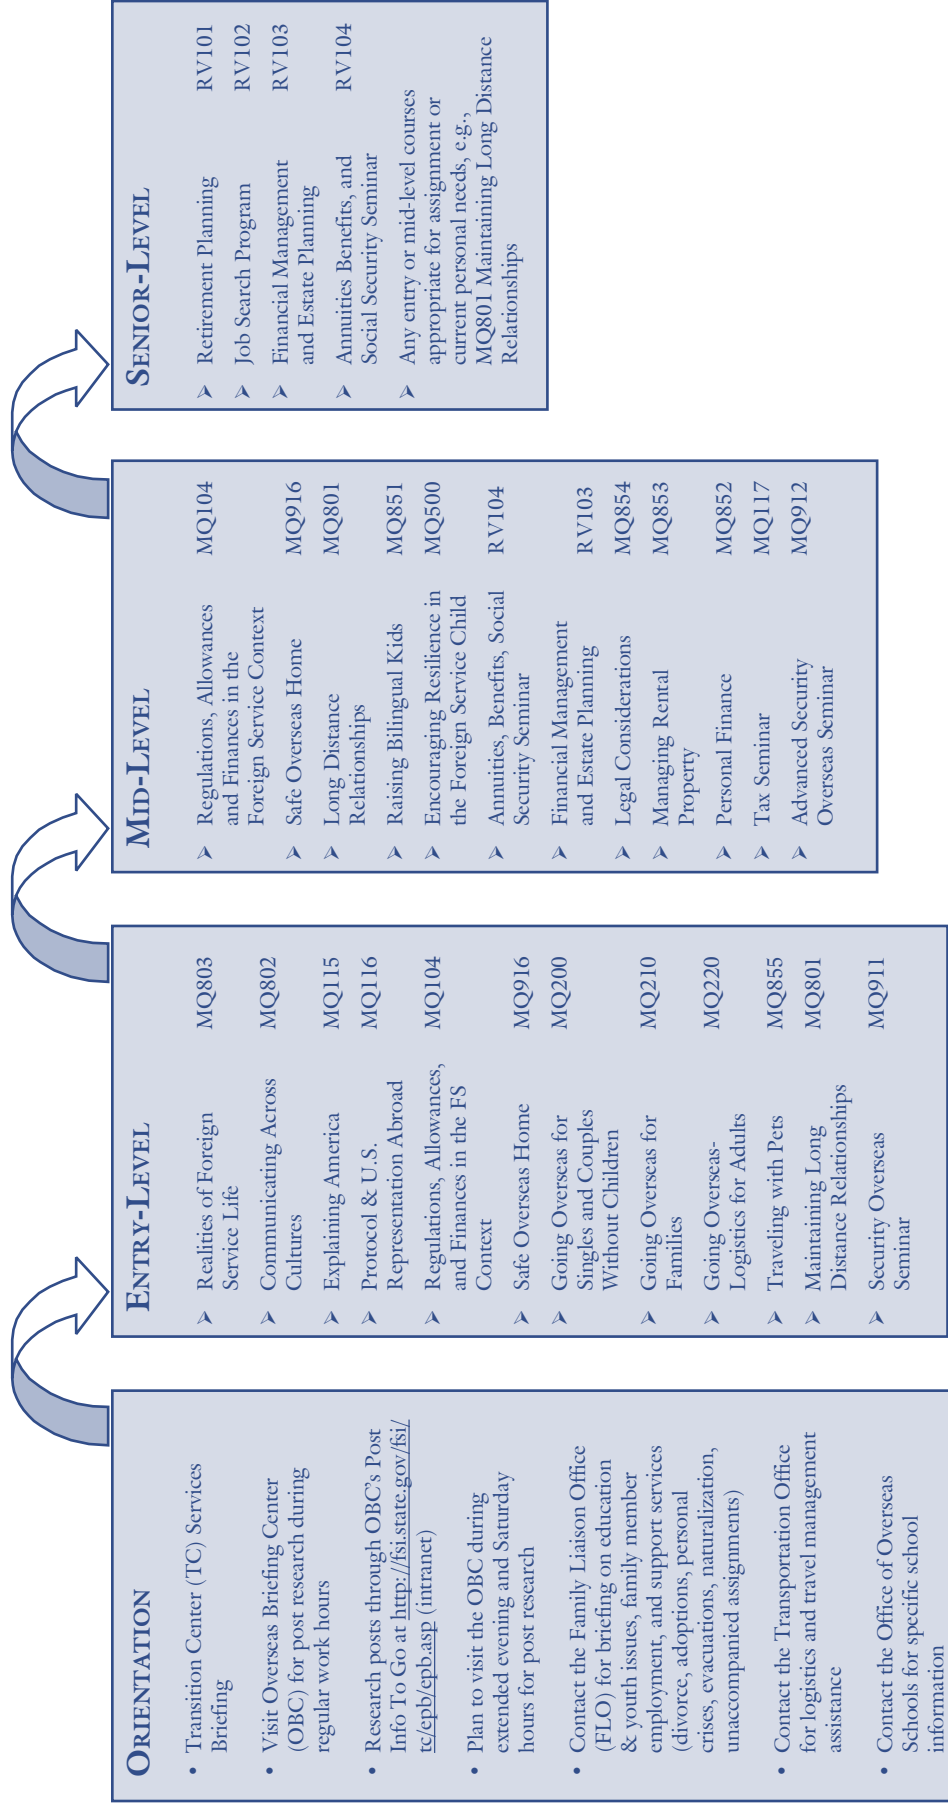 ORIENTATION
• Transition Center (TC) Services
Briefing
• Visit Overseas Briefing Center
(OBC) for post research during
regular work hours
• Research posts through OBC's Post
Info To Go at http://fsi.state.gov/fsi/
tc/epb/epb.asp (intranet)
• Plan to visit the OBC during
extended evening and Saturday
hours for post research
• Contact the Family Liaison Office
(FLO) for briefing on education
& youth issues, family member
employment, and support services
(divorce, adoptions, personal
crises, evacuations, naturalization,
unaccompanied assignments)
• Contact the Transportation Office
for logistics and travel management
assistance
• Contact the Office of Overseas
Schools for specific school
information
ENTRY-LEVEL
➢ Realities of Foreign MQ803
Service Life
➢ Communicating Across MQ802
Cultures
➢ Explaining America MQ115
➢ Protocol & U.S. MQ116
Representation Abroad
➢ Regulations, Allowances, MQ104
and Finances in the FS
Context
➢ Safe Overseas Home MQ916
➢ Going Overseas for MQ200
Singles and Couples
Without Children
➢ Going Overseas for MQ210
Families
➢ Going Overseas- MQ220
Logistics for Adults
➢ Traveling with Pets MQ855
➢ Maintaining Long MQ801
Distance Relationships
➢ Security Overseas MQ911
Seminar
MID-LEVEL
➢ Regulations, Allowances MQ104
and Finances in the
Foreign Service Context
➢ Safe Overseas Home MQ916
➢ Long Distance MQ801
Relationships
➢ Raising Bilingual Kids MQ851
➢ Encouraging Resilience in MQ500
the Foreign Service Child
➢ Annuities, Benefits, Social RV104
Security Seminar
➢ Financial Management
and Estate Planning RV103
➢ Legal Considerations MQ854
➢ Managing Rental MQ853
Property
➢ Personal Finance MQ852
➢ Tax Seminar MQ117
➢ Advanced Security MQ912
Overseas Seminar
SENIOR-LEVEL
➢ Retirement Planning RV101
➢ Job Search Program RV102
➢ Financial Management RV103
and Estate Planning
➢ Annuities Benefits, and RV104
Social Security Seminar
➢ Any entry or mid-level courses
appropriate for assignment or
current personal needs, e.g.,
MQ801 Maintaining Long Distance
Relationships